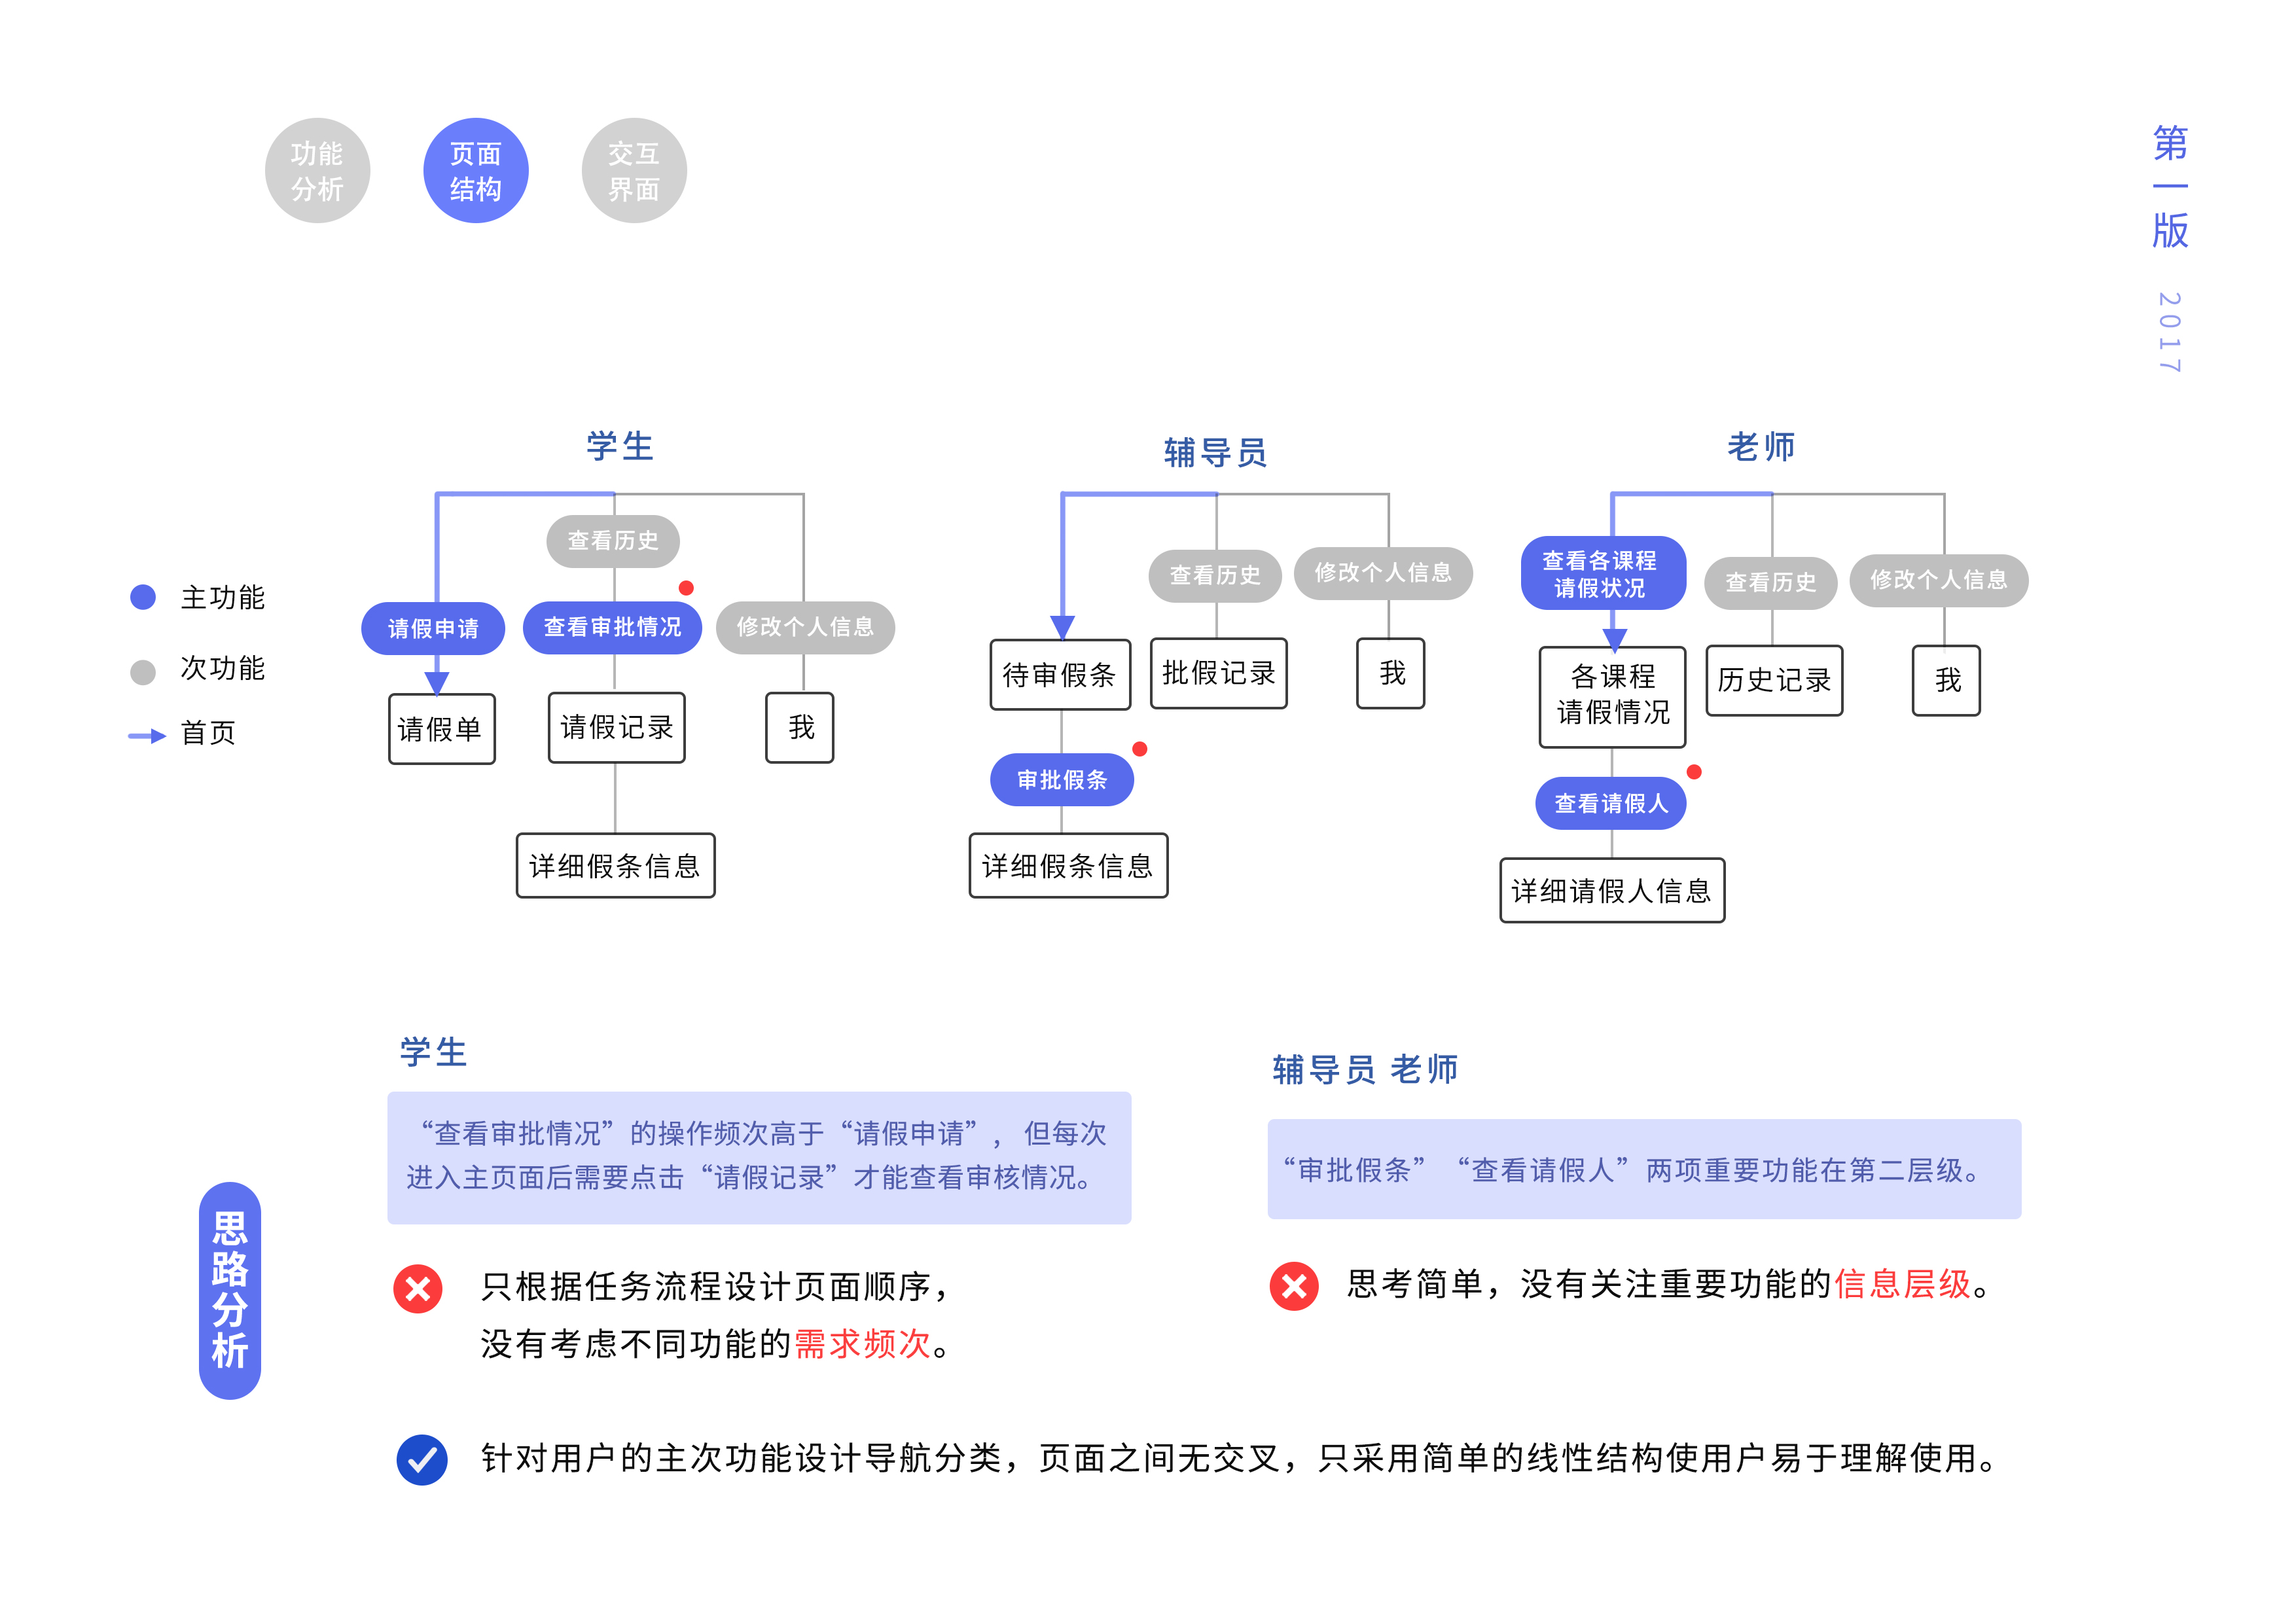 功能
分析
页面
结构
交互
界面
第一版
2017
主功能
次功能
首页
学生
查看历史
请假申请
查看审批情况
修改个人信息
请假单
请假记录
我
详细假条信息
辅导员
查看历史
修改个人信息
待审假条
批假记录
我
审批假条
详细假条信息
老师
查看各课程
请假状况
查看历史
修改个人信息
各课程
请假情况
历史记录
我
查看请假人
详细请假人信息
思路分析
学生
“查看审批情况”的操作频次高于“请假申请”，但每次
进入主页面后需要点击“请假记录”才能查看审核情况。
只根据任务流程设计页面顺序，
没有考虑不同功能的需求频次。
辅导员 老师
“审批假条” “查看请假人”两项重要功能在第二层级。
思考简单，没有关注重要功能的信息层级。
针对用户的主次功能设计导航分类，页面之间无交叉，只采用简单的线性结构使用户易于理解使用。